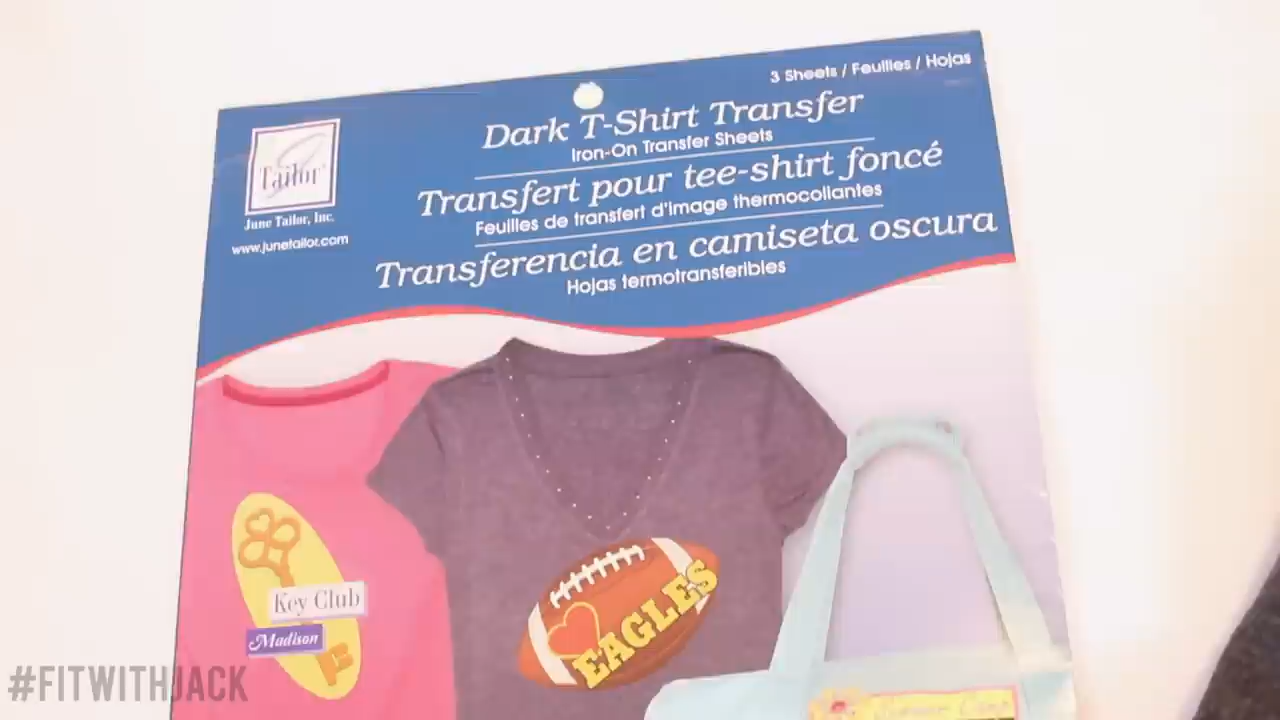 3 Sheets / Feuilles / Hojas
Dark T-Shirt Transfer
Iron-On Transfer Sheets
Transfert pour tee-shirt foncé
Feuilles de transfert d'image thermocollantes
Transferencia en camiseta oscura
Hojas termotransferibles
Tailor
June Tailor, Inc.
www.junetailor.com
Key Club
Madison
EAGLES
#FITWITHJACK